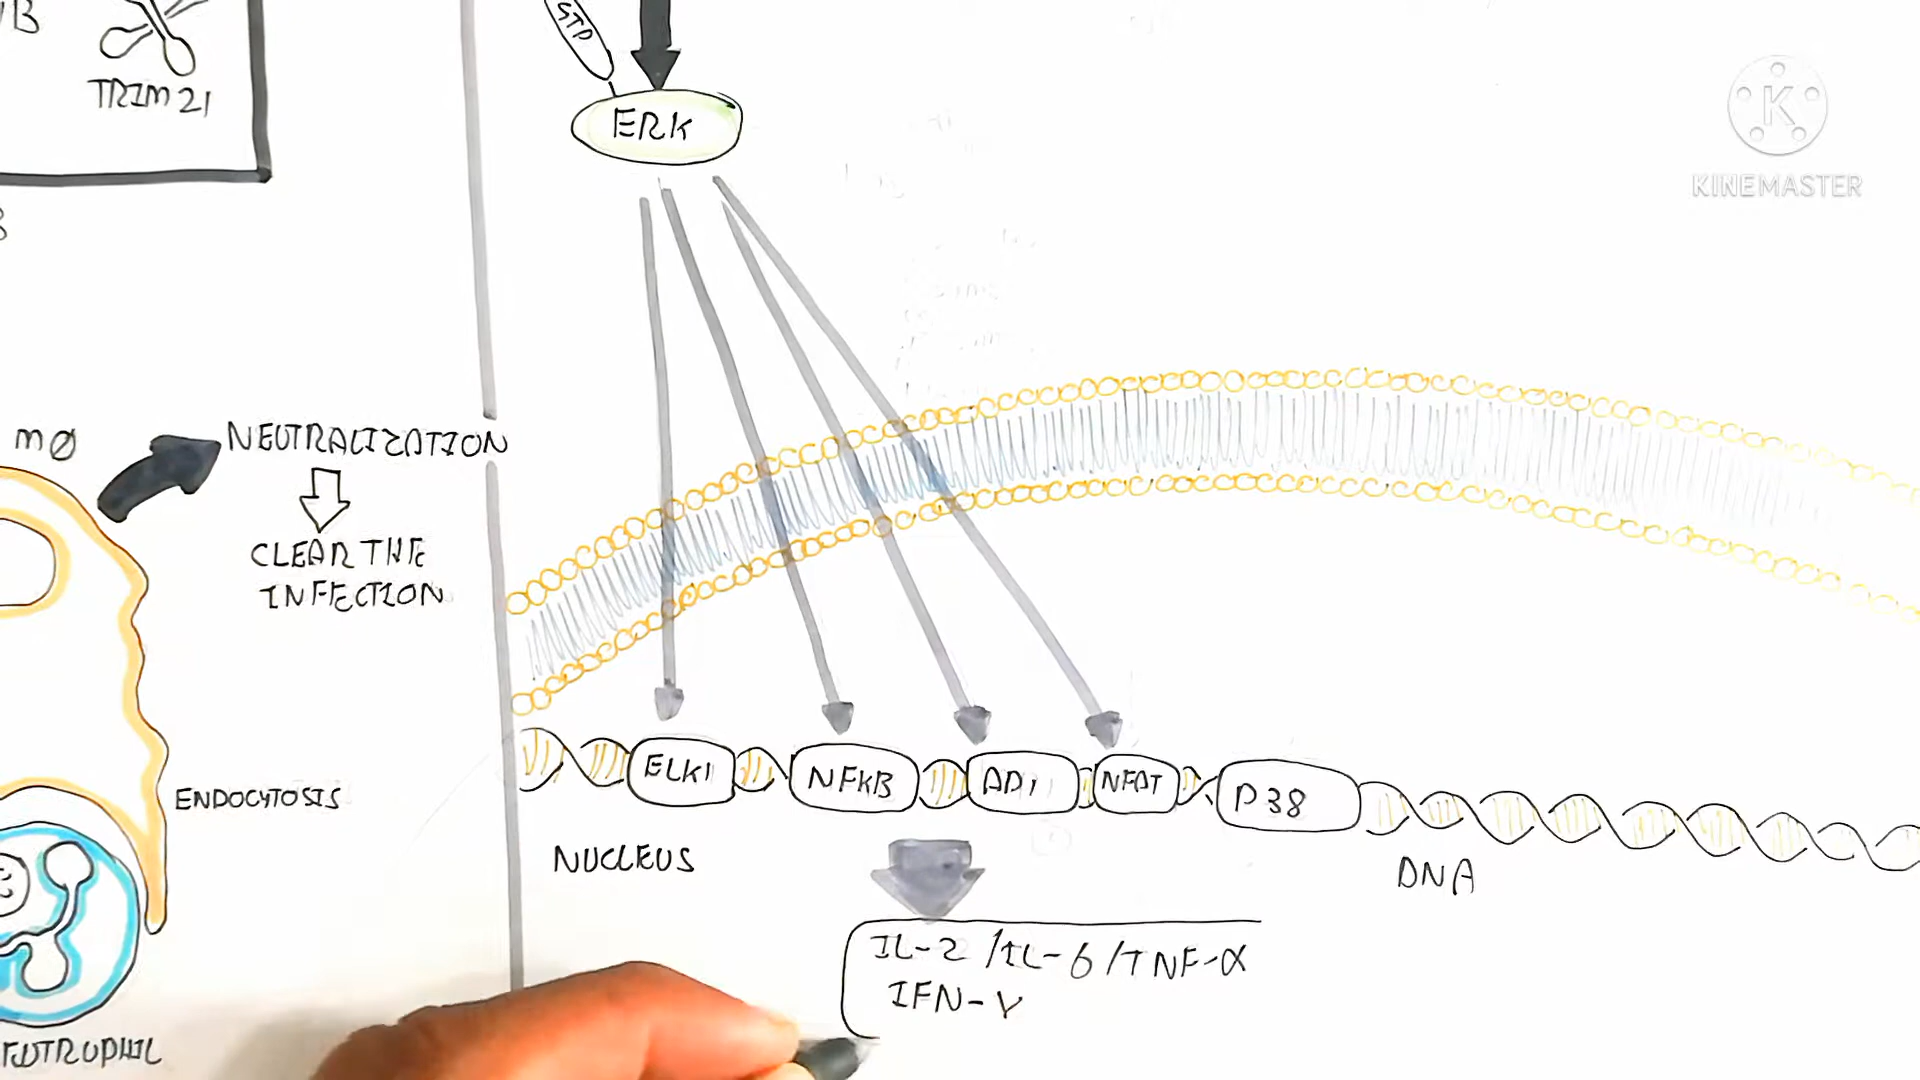 TRIM 21
GTP
ERK
KINEMASTER
mØ
NEUTRALIZATION
CLEAR THE
INFECTION
ENDOCYTOSIS
ELK1
NFKB
AP1
NFAT
P38
NUCLEUS
DNA
IL-2 / IL-6 / TNF-α
IFN-γ